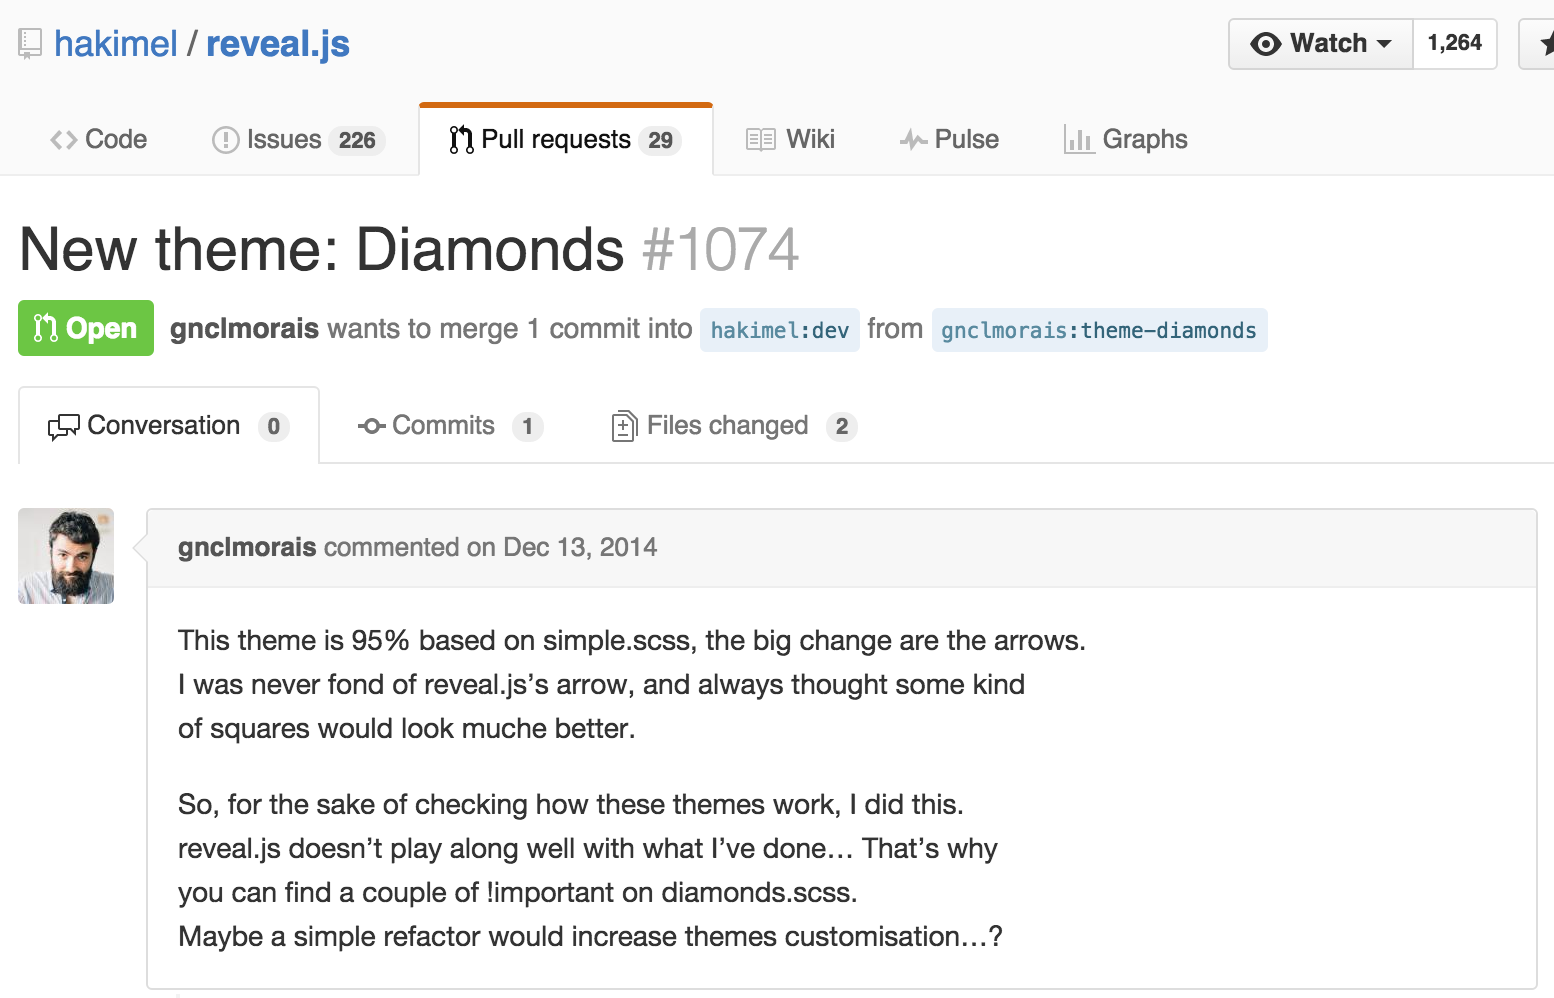 hakimel / reveal.js
Watch 1,264
Code Issues 226 Pull requests 29 Wiki Pulse Graphs
New theme: Diamonds #1074
Open gnclmorais wants to merge 1 commit into hakimel:dev from gnclmorais:theme-diamonds
Conversation 0 Commits 1 Files changed 2
gnclmorais commented on Dec 13, 2014
This theme is 95% based on simple.scss, the big change are the arrows.
I was never fond of reveal.js’s arrow, and always thought some kind
of squares would look muche better.
So, for the sake of checking how these themes work, I did this.
reveal.js doesn’t play along well with what I’ve done… That’s why
you can find a couple of !important on diamonds.scss.
Maybe a simple refactor would increase themes customisation…?